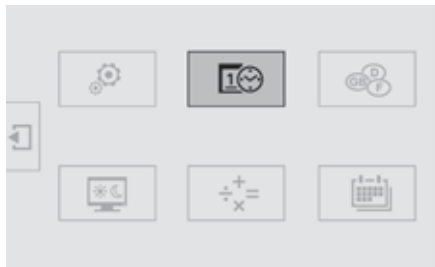 1
GB D F
÷ + × =